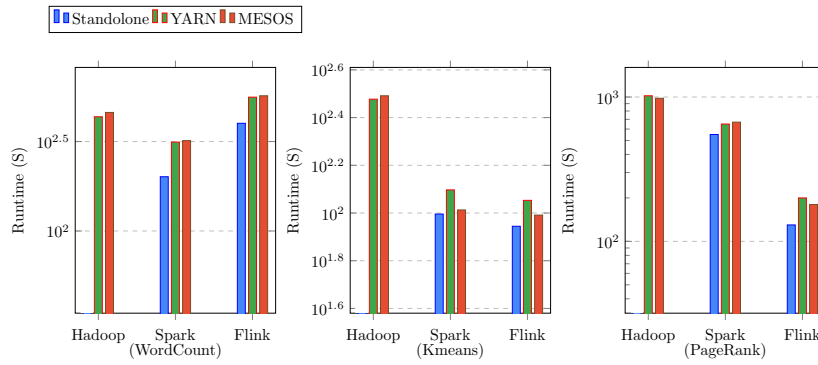 Standolone YARN MESOS
Runtime (S)
10^2.5
10^2
Hadoop Spark Flink
(WordCount)
Runtime (S)
10^2.6
10^2.4
10^2.2
10^2
10^1.8
10^1.6
Hadoop Spark Flink
(Kmeans)
Runtime (S)
10^3
10^2
Hadoop Spark Flink
(PageRank)